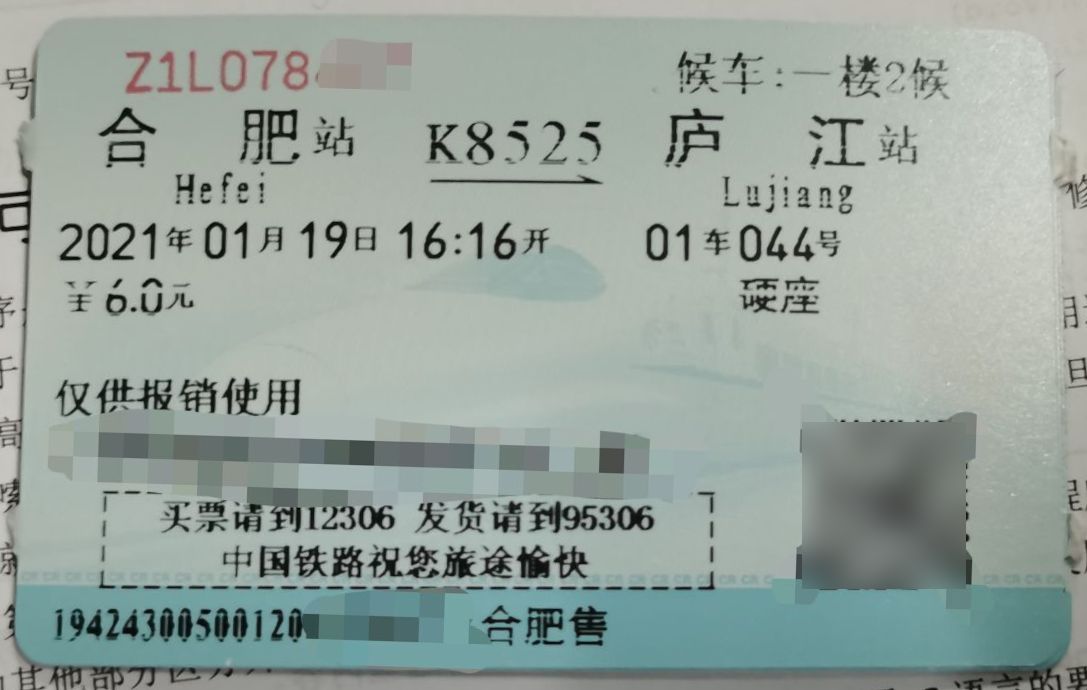 Z1L078
候车:一楼2候
合肥站 K8525 庐江站
Hefei Lujiang
2021年01月19日 16:16开 01车044号
￥6.0元 硬座
仅供报销使用
买票请到12306 发货请到95306
中国铁路祝您旅途愉快
19424300500120 合肥售